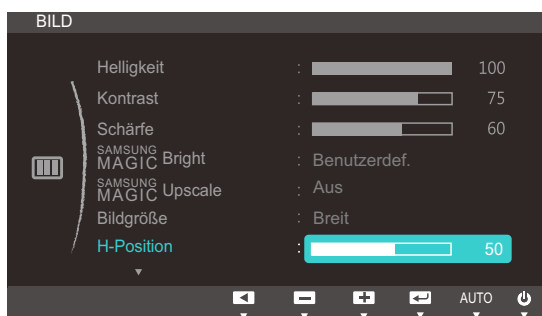 BILD
Helligkeit : 100
Kontrast : 75
Schärfe : 60
SAMSUNG MAGIC Bright : Benutzerdef.
SAMSUNG MAGIC Upscale : Aus
Bildgröße : Breit
H-Position : 50
AUTO